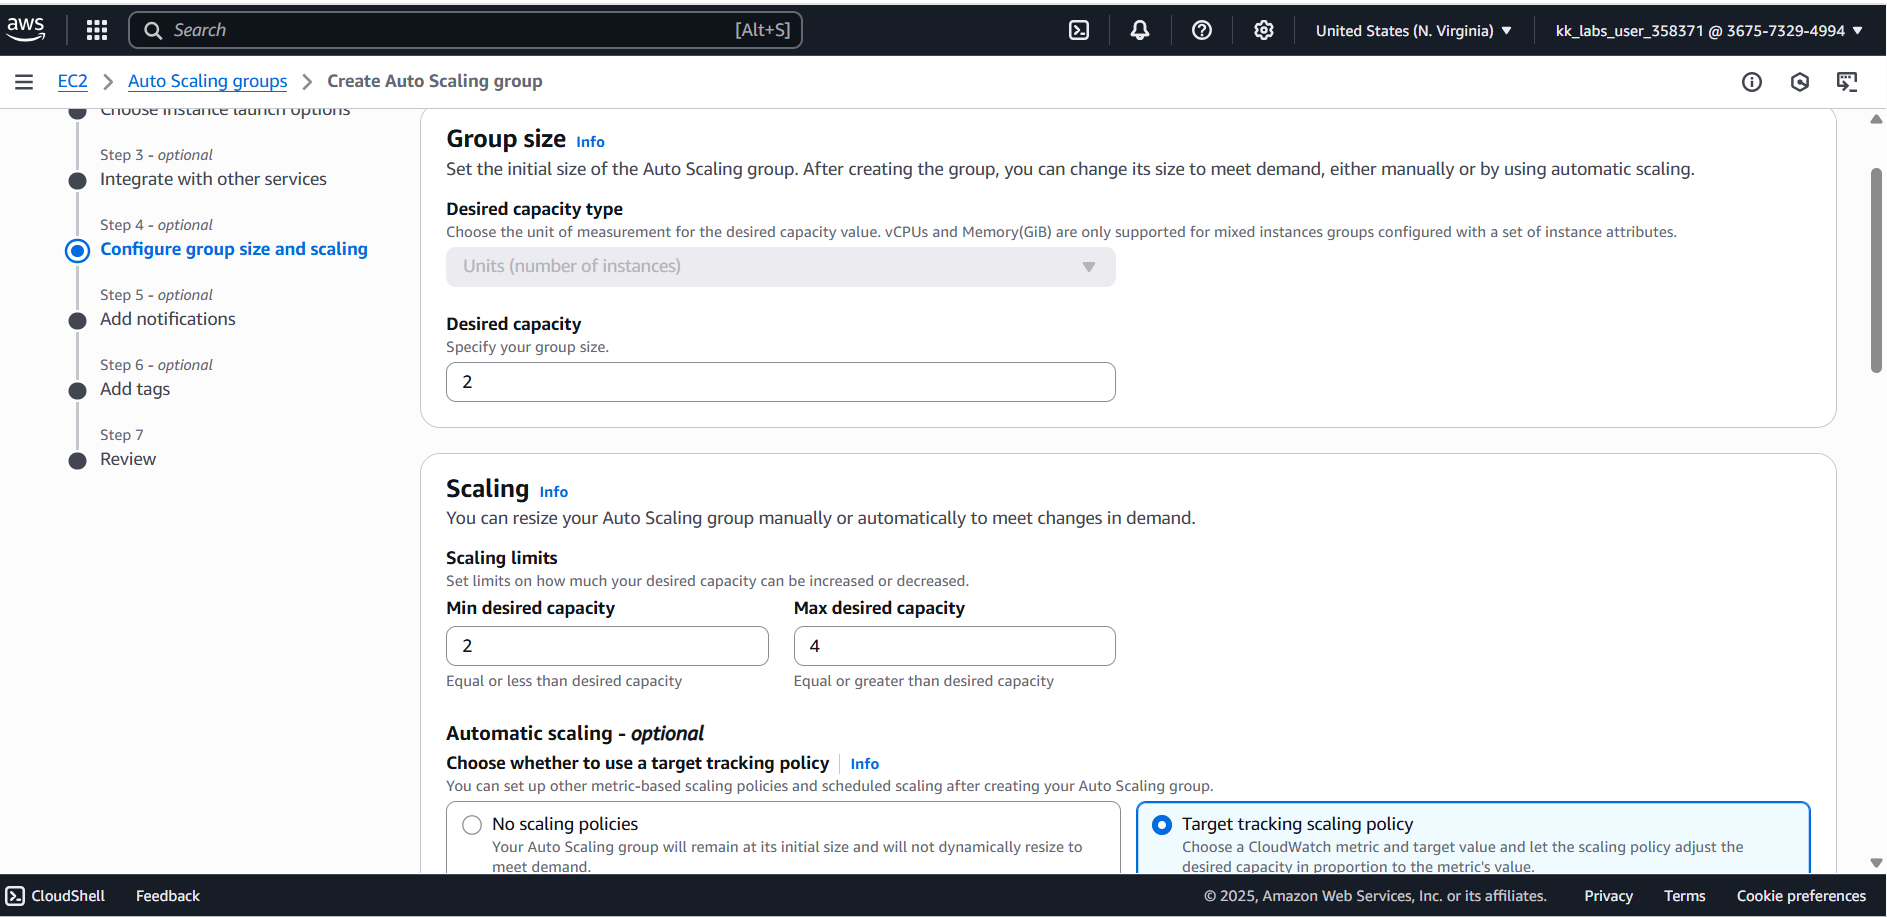 aws
Search
[Alt+S]
United States (N. Virginia)
kk_labs_user_358371 @ 3675-7329-4994
EC2
Auto Scaling groups
Create Auto Scaling group
Choose instance launch options
Step 3 - optional
Integrate with other services
Step 4 - optional
Configure group size and scaling
Step 5 - optional
Add notifications
Step 6 - optional
Add tags
Step 7
Review
Group size Info
Set the initial size of the Auto Scaling group. After creating the group, you can change its size to meet demand, either manually or by using automatic scaling.
Desired capacity type
Choose the unit of measurement for the desired capacity value. vCPUs and Memory(GiB) are only supported for mixed instances groups configured with a set of instance attributes.
Units (number of instances)
Desired capacity
Specify your group size.
2
Scaling Info
You can resize your Auto Scaling group manually or automatically to meet changes in demand.
Scaling limits
Set limits on how much your desired capacity can be increased or decreased.
Min desired capacity
2
Equal or less than desired capacity
Max desired capacity
4
Equal or greater than desired capacity
Automatic scaling - optional
Choose whether to use a target tracking policy Info
You can set up other metric-based scaling policies and scheduled scaling after creating your Auto Scaling group.
No scaling policies
Your Auto Scaling group will remain at its initial size and will not dynamically resize to
meet demand.
Target tracking scaling policy
Choose a CloudWatch metric and target value and let the scaling policy adjust the
desired capacity in proportion to the metric's value.
CloudShell
Feedback
© 2025, Amazon Web Services, Inc. or its affiliates.
Privacy
Terms
Cookie preferences